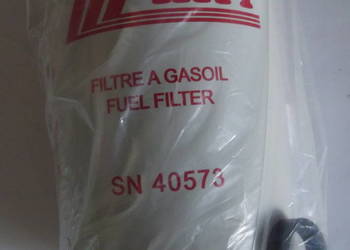 FILTRE A GASOIL
FUEL FILTER
SN 40573